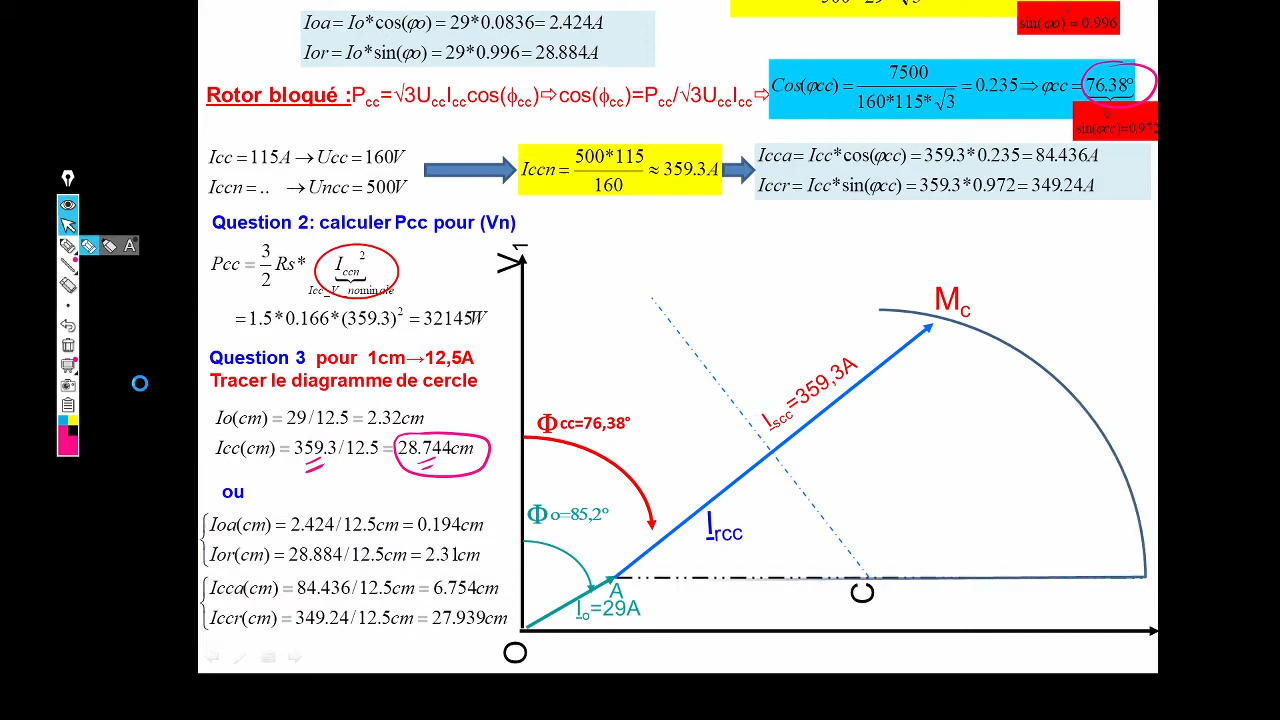 Ioa=Io*cos(φo)=29*0.0836=2.424A
Ior=Io*sin(φo)=29*0.996=28.884A
sin(φo)=0.996
Rotor bloqué :Pcc=√3UccIcccos(ϕcc)⇨cos(ϕcc)=Pcc/√3UccIcc⇨
Cos(φcc)=7500/(160*115*√3)=0.235⇒φcc=76.38°
sin(φcc)=0.972
Icc=115A→Ucc=160V
Iccn=.. →Uncc=500V
Iccn=(500*115)/160≈359.3A
Icca=Icc*cos(φcc)=359.3*0.235=84.436A
Iccr=Icc*sin(φcc)=359.3*0.972=349.24A
Question 2: calculer Pcc pour (Vn)
Pcc=3/2 Rs* Iccn²
Icc_V_nominale
=1.5*0.166*(359.3)²=32145W
Question 3 pour 1cm→12,5A
Tracer le diagramme de cercle
Io(cm)=29/12.5=2.32cm
Icc(cm)=359.3/12.5=28.744cm
ou
Ioa(cm)=2.424/12.5cm=0.194cm
Ior(cm)=28.884/12.5cm=2.31cm
Icca(cm)=84.436/12.5cm=6.754cm
Iccr(cm)=349.24/12.5cm=27.939cm
V1
Mc
Iscc=359,3A
Φcc=76,38°
Φo=85,2°
Ircc
A
C
Io=29A
O
A